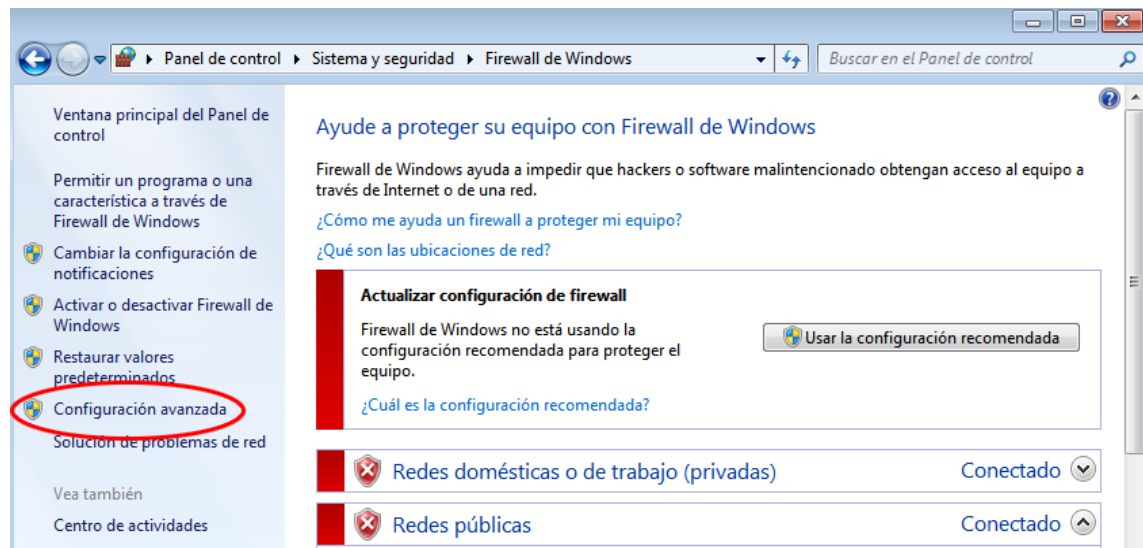 Panel de control ▸ Sistema y seguridad ▸ Firewall de Windows
Buscar en el Panel de control
Ventana principal del Panel de
control
Permitir un programa o una
característica a través de
Firewall de Windows
Cambiar la configuración de
notificaciones
Activar o desactivar Firewall de
Windows
Restaurar valores
predeterminados
Configuración avanzada
Solución de problemas de red
Vea también
Centro de actividades
Ayude a proteger su equipo con Firewall de Windows
Firewall de Windows ayuda a impedir que hackers o software malintencionado obtengan acceso al equipo a
través de Internet o de una red.
¿Cómo me ayuda un firewall a proteger mi equipo?
¿Qué son las ubicaciones de red?
Actualizar configuración de firewall
Firewall de Windows no está usando la
configuración recomendada para proteger el
equipo.
Usar la configuración recomendada
¿Cuál es la configuración recomendada?
Redes domésticas o de trabajo (privadas) Conectado
Redes públicas Conectado